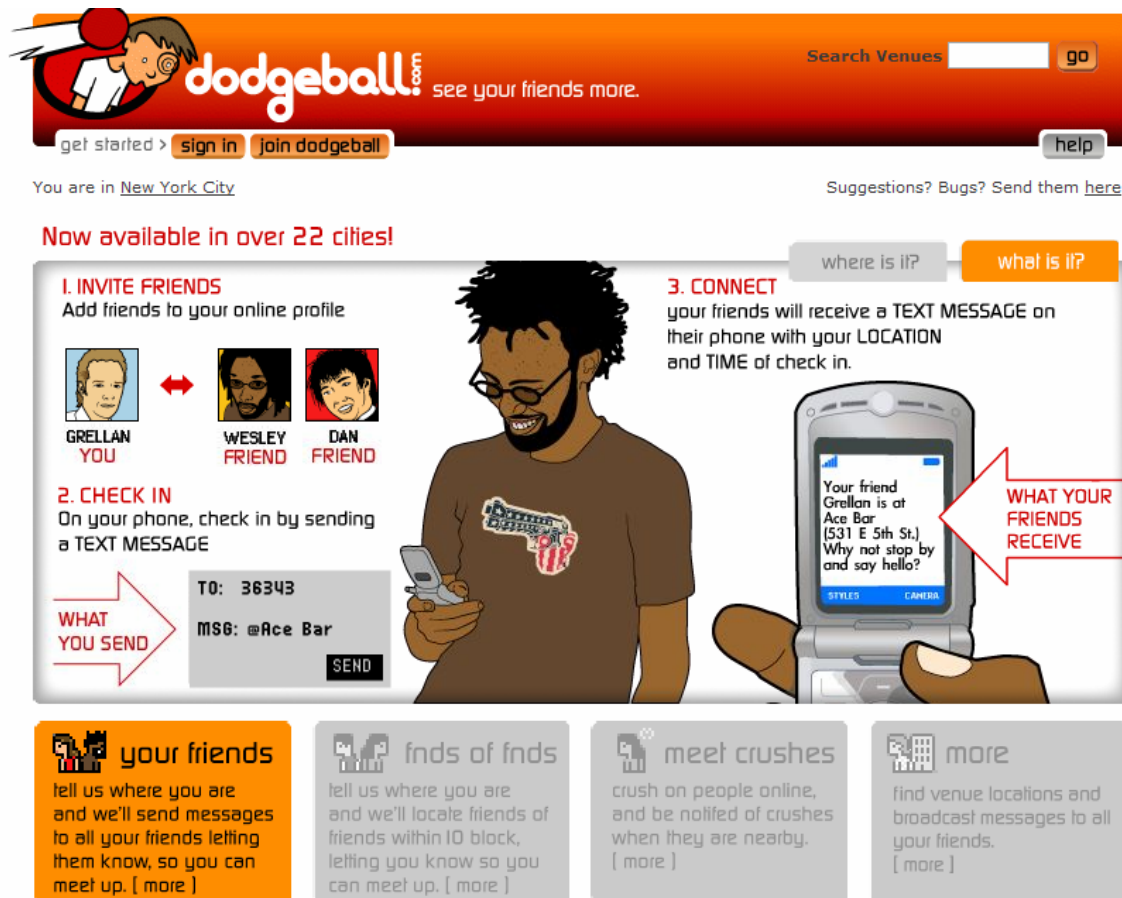 dodgeball.com
see your friends more.
Search Venues
go
get started > sign in join dodgeball
help
You are in New York City
Suggestions? Bugs? Send them here
Now available in over 22 cities!
where is it?
what is it?
1. INVITE FRIENDS
Add friends to your online profile
GRELLAN
YOU
WESLEY
FRIEND
DAN
FRIEND
2. CHECK IN
On your phone, check in by sending
a TEXT MESSAGE
WHAT
YOU SEND
TO: 36343
MSG: @Ace Bar
SEND
3. CONNECT
your friends will receive a TEXT MESSAGE on
their phone with your LOCATION
and TIME of check in.
Your friend
Grellan is at
Ace Bar
(531 E 5th St.)
Why not stop by
and say hello?
STYLES CAMERA
WHAT YOUR
FRIENDS
RECEIVE
your friends
tell us where you are
and we'll send messages
to all your friends letting
them know, so you can
meet up. [ more ]
fnds of fnds
tell us where you are
and we'll locate friends of
friends within 10 block,
letting you know so you
can meet up. [ more ]
meet crushes
crush on people online,
and be notifed of crushes
when they are nearby.
[ more ]
more
find venue locations and
broadcast messages to all
your friends.
[ more ]